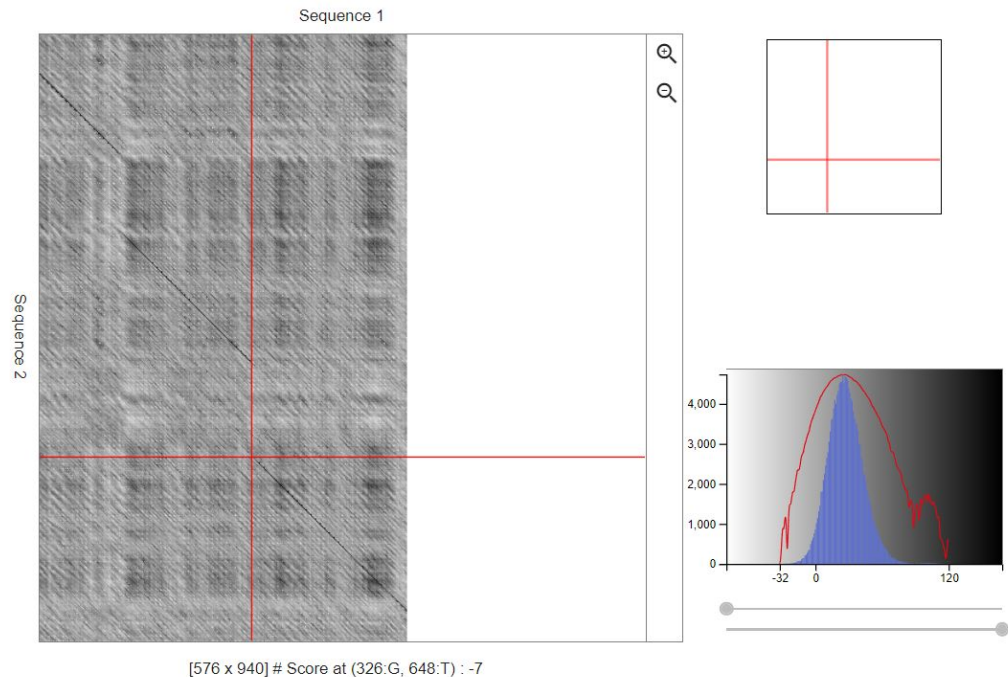 Sequence 1
Sequence 2
4,000
3,000
2,000
1,000
0
-32
0
120
[576 x 940] # Score at (326:G, 648:T) : -7